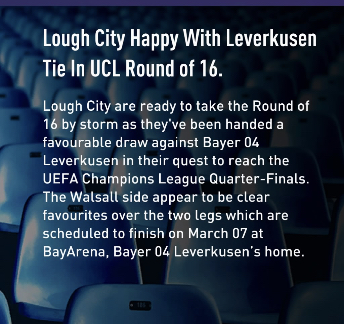 Lough City Happy With Leverkusen
Tie In UCL Round of 16.
Lough City are ready to take the Round of
16 by storm as they've been handed a
favourable draw against Bayer 04
Leverkusen in their quest to reach the
UEFA Champions League Quarter-Finals.
The Walsall side appear to be clear
favourites over the two legs which are
scheduled to finish on March 07 at
BayArena, Bayer 04 Leverkusen's home.